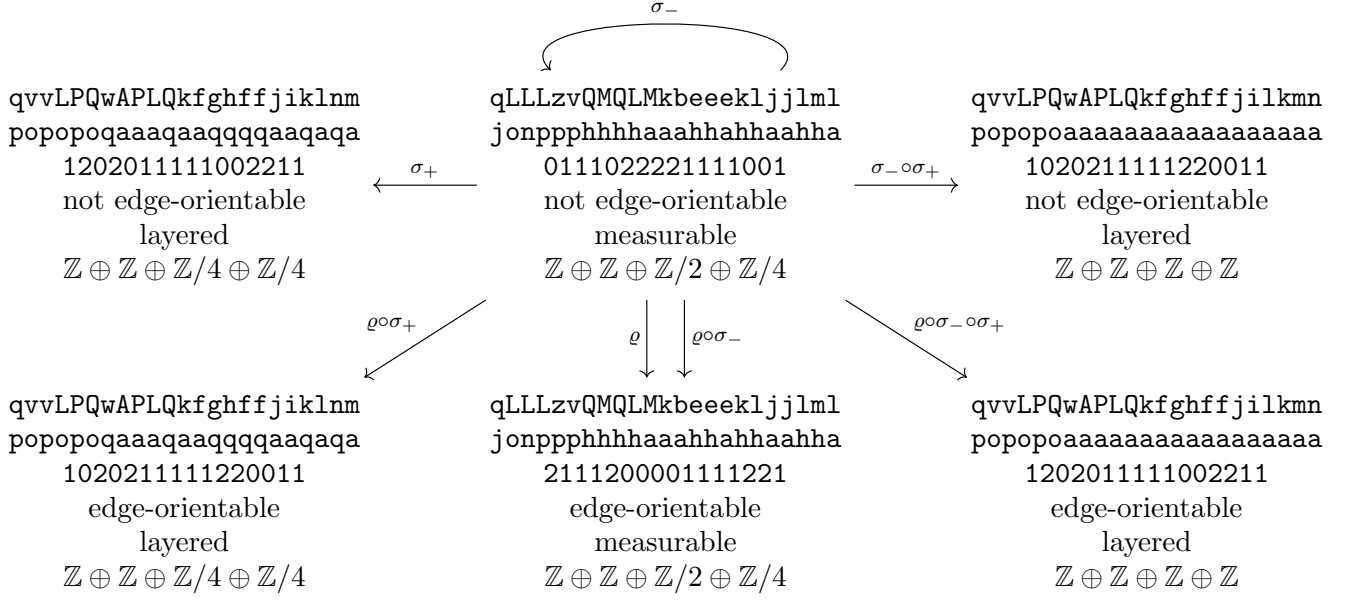 σ₋
qvvLPQwAPLQkfghffjiklnm
popopoqaaaqaaqqqqaaqaqa
1202011111002211
not edge-orientable
layered
ℤ ⊕ ℤ ⊕ ℤ/4 ⊕ ℤ/4
σ₊
qLLLzvQMQLMkbeeekljjlml
jonppphhhhaaahhahhaahha
0111022221111001
not edge-orientable
measurable
ℤ ⊕ ℤ ⊕ ℤ/2 ⊕ ℤ/4
σ₋∘σ₊
qvvLPQwAPLQkfghffjilkmn
popopoaaaaaaaaaaaaaaaaa
1020211111220011
not edge-orientable
layered
ℤ ⊕ ℤ ⊕ ℤ ⊕ ℤ
ϱ∘σ₊
ϱ
ϱ∘σ₋
ϱ∘σ₋∘σ₊
qvvLPQwAPLQkfghffjiklnm
popopoqaaaqaaqqqqaaqaqa
1020211111220011
edge-orientable
layered
ℤ ⊕ ℤ ⊕ ℤ/4 ⊕ ℤ/4
qLLLzvQMQLMkbeeekljjlml
jonppphhhhaaahhahhaahha
2111200001111221
edge-orientable
measurable
ℤ ⊕ ℤ ⊕ ℤ/2 ⊕ ℤ/4
qvvLPQwAPLQkfghffjilkmn
popopoaaaaaaaaaaaaaaaaa
1202011111002211
edge-orientable
layered
ℤ ⊕ ℤ ⊕ ℤ ⊕ ℤ